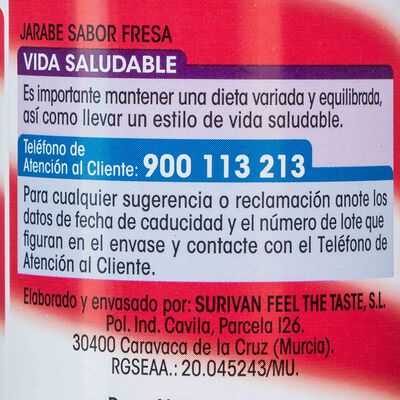 JARABE SABOR FRESA
VIDA SALUDABLE
Es importante mantener una dieta variada y equilibrada,
así como llevar un estilo de vida saludable.
Teléfono de
Atención al Cliente: 900 113 213
Para cualquier sugerencia o reclamación anote los
datos de fecha de caducidad y el número de lote que
figuran en el envase y contacte con el Teléfono de
Atención al Cliente.
Elaborado y envasado por: SURIVAN FEEL THE TASTE, S.L.
Pol. Ind. Cavila, Parcela 126.
30400 Caravaca de la Cruz (Murcia).
RGSEAA.: 20.045243/MU.